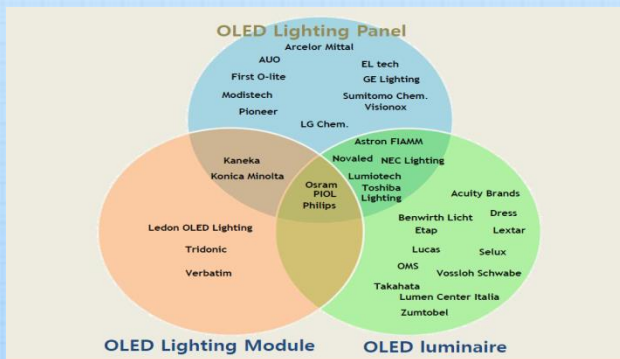 OLED Lighting Panel
Arcelor Mittal
AUO
EL tech
First O-lite
GE Lighting
Modistech
Sumitomo Chem.
Visionox
Pioneer
LG Chem.
Astron FIAMM
Kaneka
Novaled
NEC Lighting
Konica Minolta
Lumiotech
Osram
PIOL
Philips
Toshiba
Lighting
Acuity Brands
Ledon OLED Lighting
Benwirth Licht
Dress
Etap
Lextar
Tridonic
Lucas
Selux
Verbatim
OMS
Vossloh Schwabe
Takahata
Lumen Center Italia
Zumtobel
OLED Lighting Module
OLED luminaire